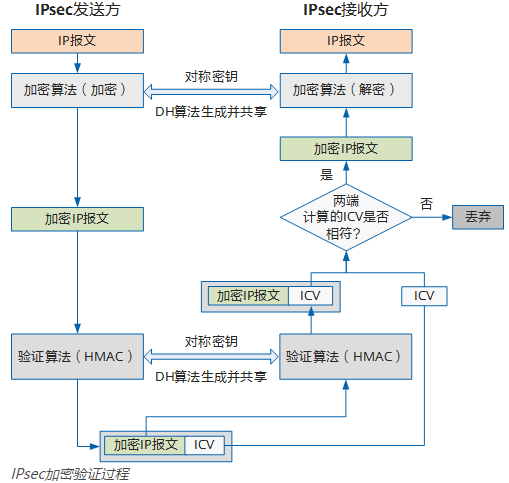 IPsec发送方
IPsec接收方
IP报文
IP报文
加密算法（加密）
对称密钥
DH算法生成并共享
加密算法（解密）
加密IP报文
是
加密IP报文
两端
计算的ICV是否
相符？
否
丢弃
加密IP报文
ICV
ICV
验证算法（HMAC）
对称密钥
DH算法生成并共享
验证算法（HMAC）
加密IP报文
ICV
IPsec加密验证过程